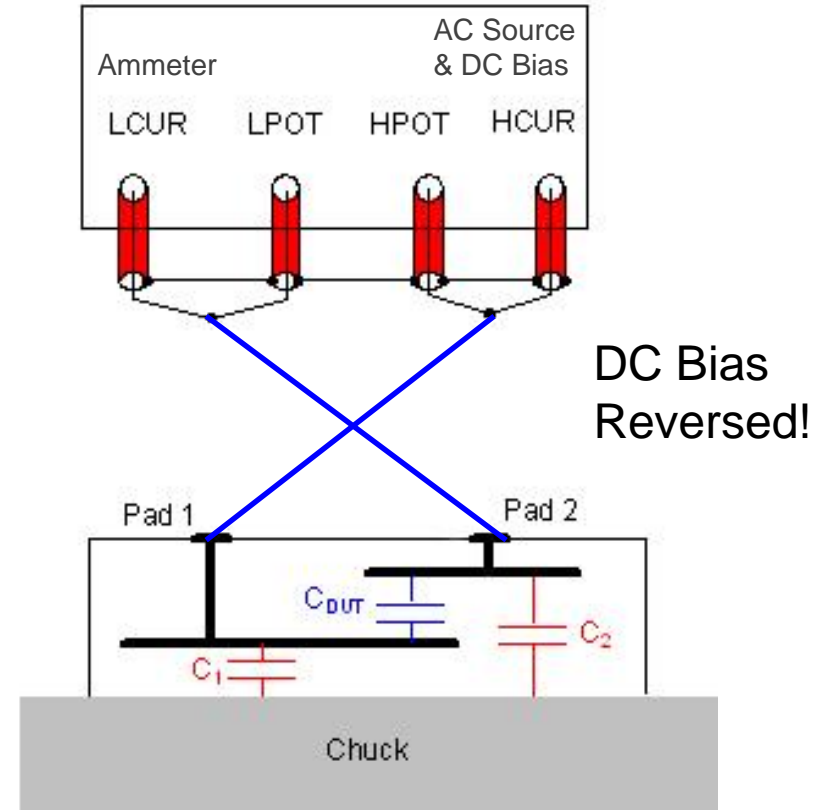 AC Source
Ammeter & DC Bias
LCUR LPOT HPOT HCUR
DC Bias
Reversed!
Pad 1 Pad 2
C_DUT
C₂
C₁
Chuck